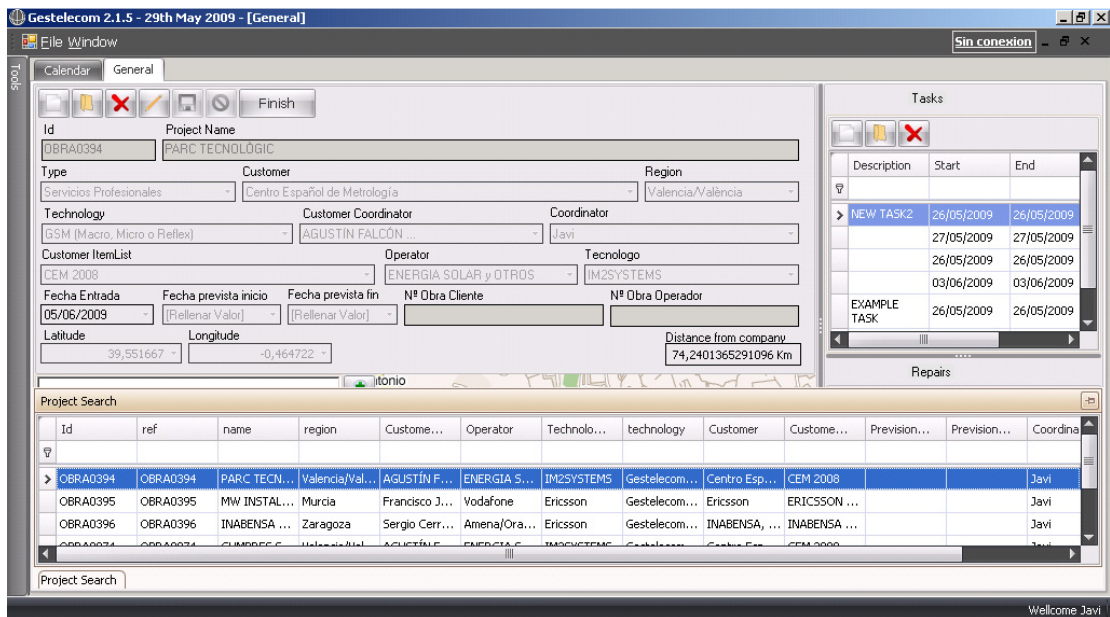 Gestelecom 2.1.5 - 29th May 2009 - [General]
File Window
Sin conexion
Tools
Calendar General
Finish
Tasks
Id Project Name
OBRA0394 PARC TECNOLÒGIC
Type Customer Region
Servicios Profesionales Centro Español de Metrología Valencia/València
Technology Customer Coordinator Coordinator
GSM (Macro, Micro o Reflex) AGUSTÍN FALCÓN ... Javi
Customer ItemList Operator Tecnologo
CEM 2008 ENERGIA SOLAR y OTROS IM2SYSTEMS
Fecha Entrada Fecha prevista inicio Fecha prevista fin Nº Obra Cliente Nº Obra Operador
05/06/2009 [Rellenar Valor] [Rellenar Valor]
Latitude Longitude Distance from company
39,551667 -0,464722 74,2401365291096 Km
Description Start End
NEW TASK2 26/05/2009 26/05/2009
27/05/2009 27/05/2009
26/05/2009 26/05/2009
03/06/2009 03/06/2009
EXAMPLE TASK 26/05/2009 26/05/2009
Repairs
Project Search
Id ref name region Custome... Operator Technolo... technology Customer Custome... Prevision... Prevision... Coordina
OBRA0394 OBRA0394 PARC TECN... Valencia/Val... AGUSTÍN F... ENERGIA S... IM2SYSTEMS Gestelecom... Centro Esp... CEM 2008 Javi
OBRA0395 OBRA0395 MW INSTAL... Murcia Francisco J... Vodafone Ericsson Gestelecom... Ericsson ERICSSON ... Javi
OBRA0396 OBRA0396 INABENSA ... Zaragoza Sergio Cerr... Amena/Ora... Ericsson Gestelecom... INABENSA, ... INABENSA ... Javi
Project Search
Wellcome Javi